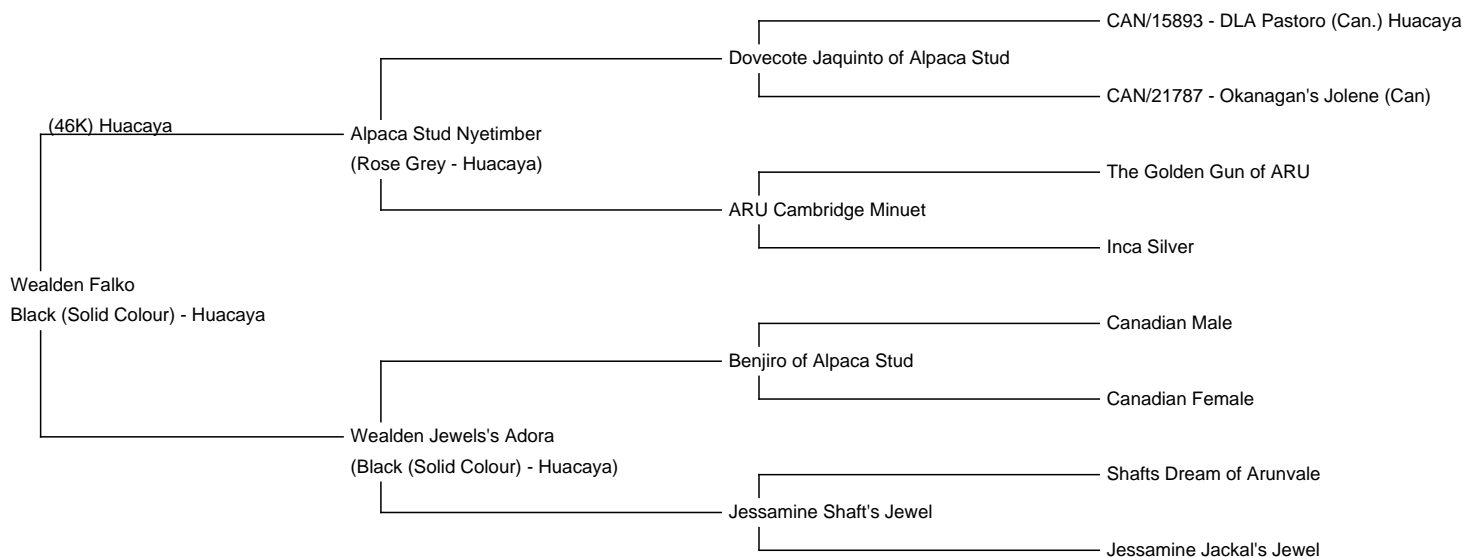 CAN/15893 - DLA Pastoro (Can.) Huacaya
Dovecote Jaquinto of Alpaca Stud
CAN/21787 - Okanagan's Jolene (Can)
(46K) Huacaya
Alpaca Stud Nyetimber
(Rose Grey - Huacaya)
The Golden Gun of ARU
ARU Cambridge Minuet
Inca Silver
Wealden Falko
Black (Solid Colour) - Huacaya
Canadian Male
Benjiro of Alpaca Stud
Canadian Female
Wealden Jewels's Adora
(Black (Solid Colour) - Huacaya)
Shafts Dream of Arunvale
Jessamine Shaft's Jewel
Jessamine Jackal's Jewel